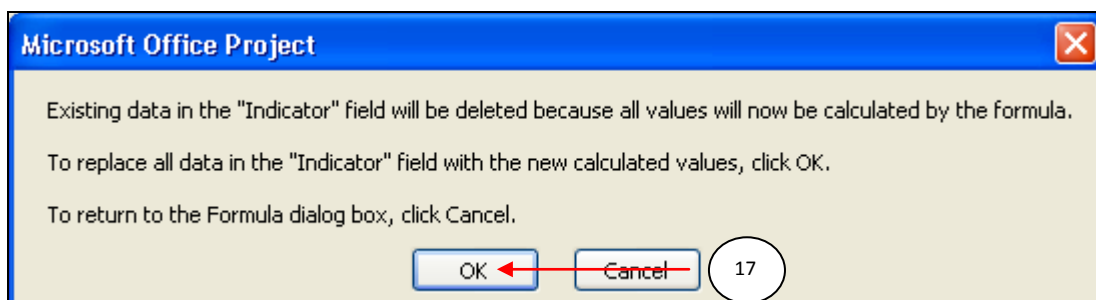 Microsoft Office Project
Existing data in the "Indicator" field will be deleted because all values will now be calculated by the formula.
To replace all data in the "Indicator" field with the new calculated values, click OK.
To return to the Formula dialog box, click Cancel.
OK Cancel 17